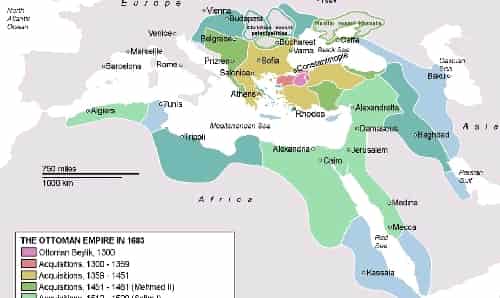 Europe
North
Atlantic
Ocean
Vienna
Budapest
Venice
Belgrade
Bucharest
Caffa
Marseille
Varna
Black Sea
Barcelona
Rome
Sofia
Constantinople
Caspian
Sea
Salonica
Baku
Athens
Algiers
Tunis
Rhodes
Alexandretta
Tripoli
Mediterranean Sea
Damascus
Baghdad
Asia
Alexandria
Jerusalem
Cairo
750 miles
1000 km
Persian
Gulf
Africa
Medina
Mecca
Red
Sea
Kassala
THE OTTOMAN EMPIRE IN 1683
Ottoman Beylik, 1300
Acquisitions, 1300 - 1359
Acquisitions, 1359 - 1451
Acquisitions, 1451 - 1481 (Mehmed II)